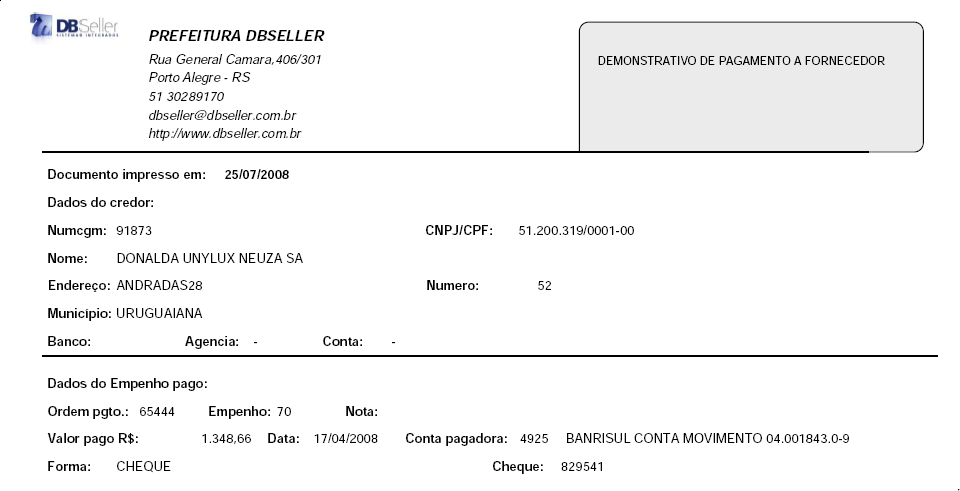 DBSeller
SISTEMAS INTEGRADOS
PREFEITURA DBSELLER
Rua General Camara,406/301
Porto Alegre - RS
51 30289170
dbseller@dbseller.com.br
http://www.dbseller.com.br
DEMONSTRATIVO DE PAGAMENTO A FORNECEDOR
Documento impresso em: 25/07/2008
Dados do credor:
Numcgm: 91873 CNPJ/CPF: 51.200.319/0001-00
Nome: DONALDA UNYLUX NEUZA SA
Endereço: ANDRADAS28 Numero: 52
Município: URUGUAIANA
Banco: Agencia: - Conta: -
Dados do Empenho pago:
Ordem pgto.: 65444 Empenho: 70 Nota:
Valor pago R$: 1.348,66 Data: 17/04/2008 Conta pagadora: 4925 BANRISUL CONTA MOVIMENTO 04.001843.0-9
Forma: CHEQUE Cheque: 829541